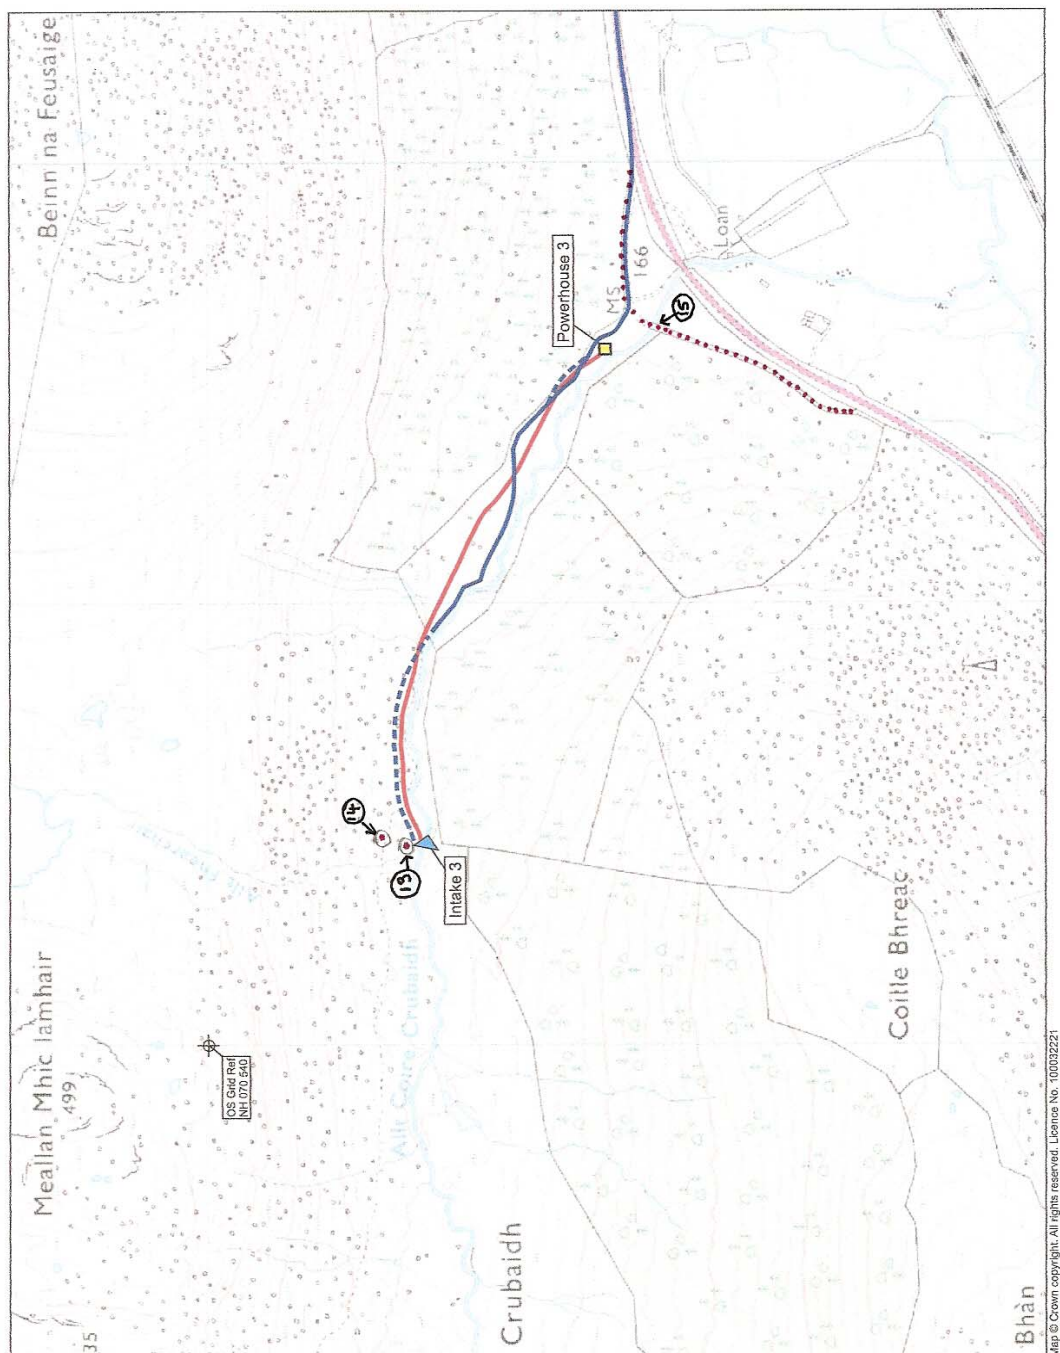 Meallan Mhic Iamhair
499
Beinn na Feusaige
35
OS Grid Ref
NH 070 540
14
13
Intake 3
Allt Coire Crubaidh
Crubaidh
Powerhouse 3
MS
166
Loan
15
Coille Bhreac
Bhàn
Map © Crown copyright. All rights reserved. Licence No. 100032221